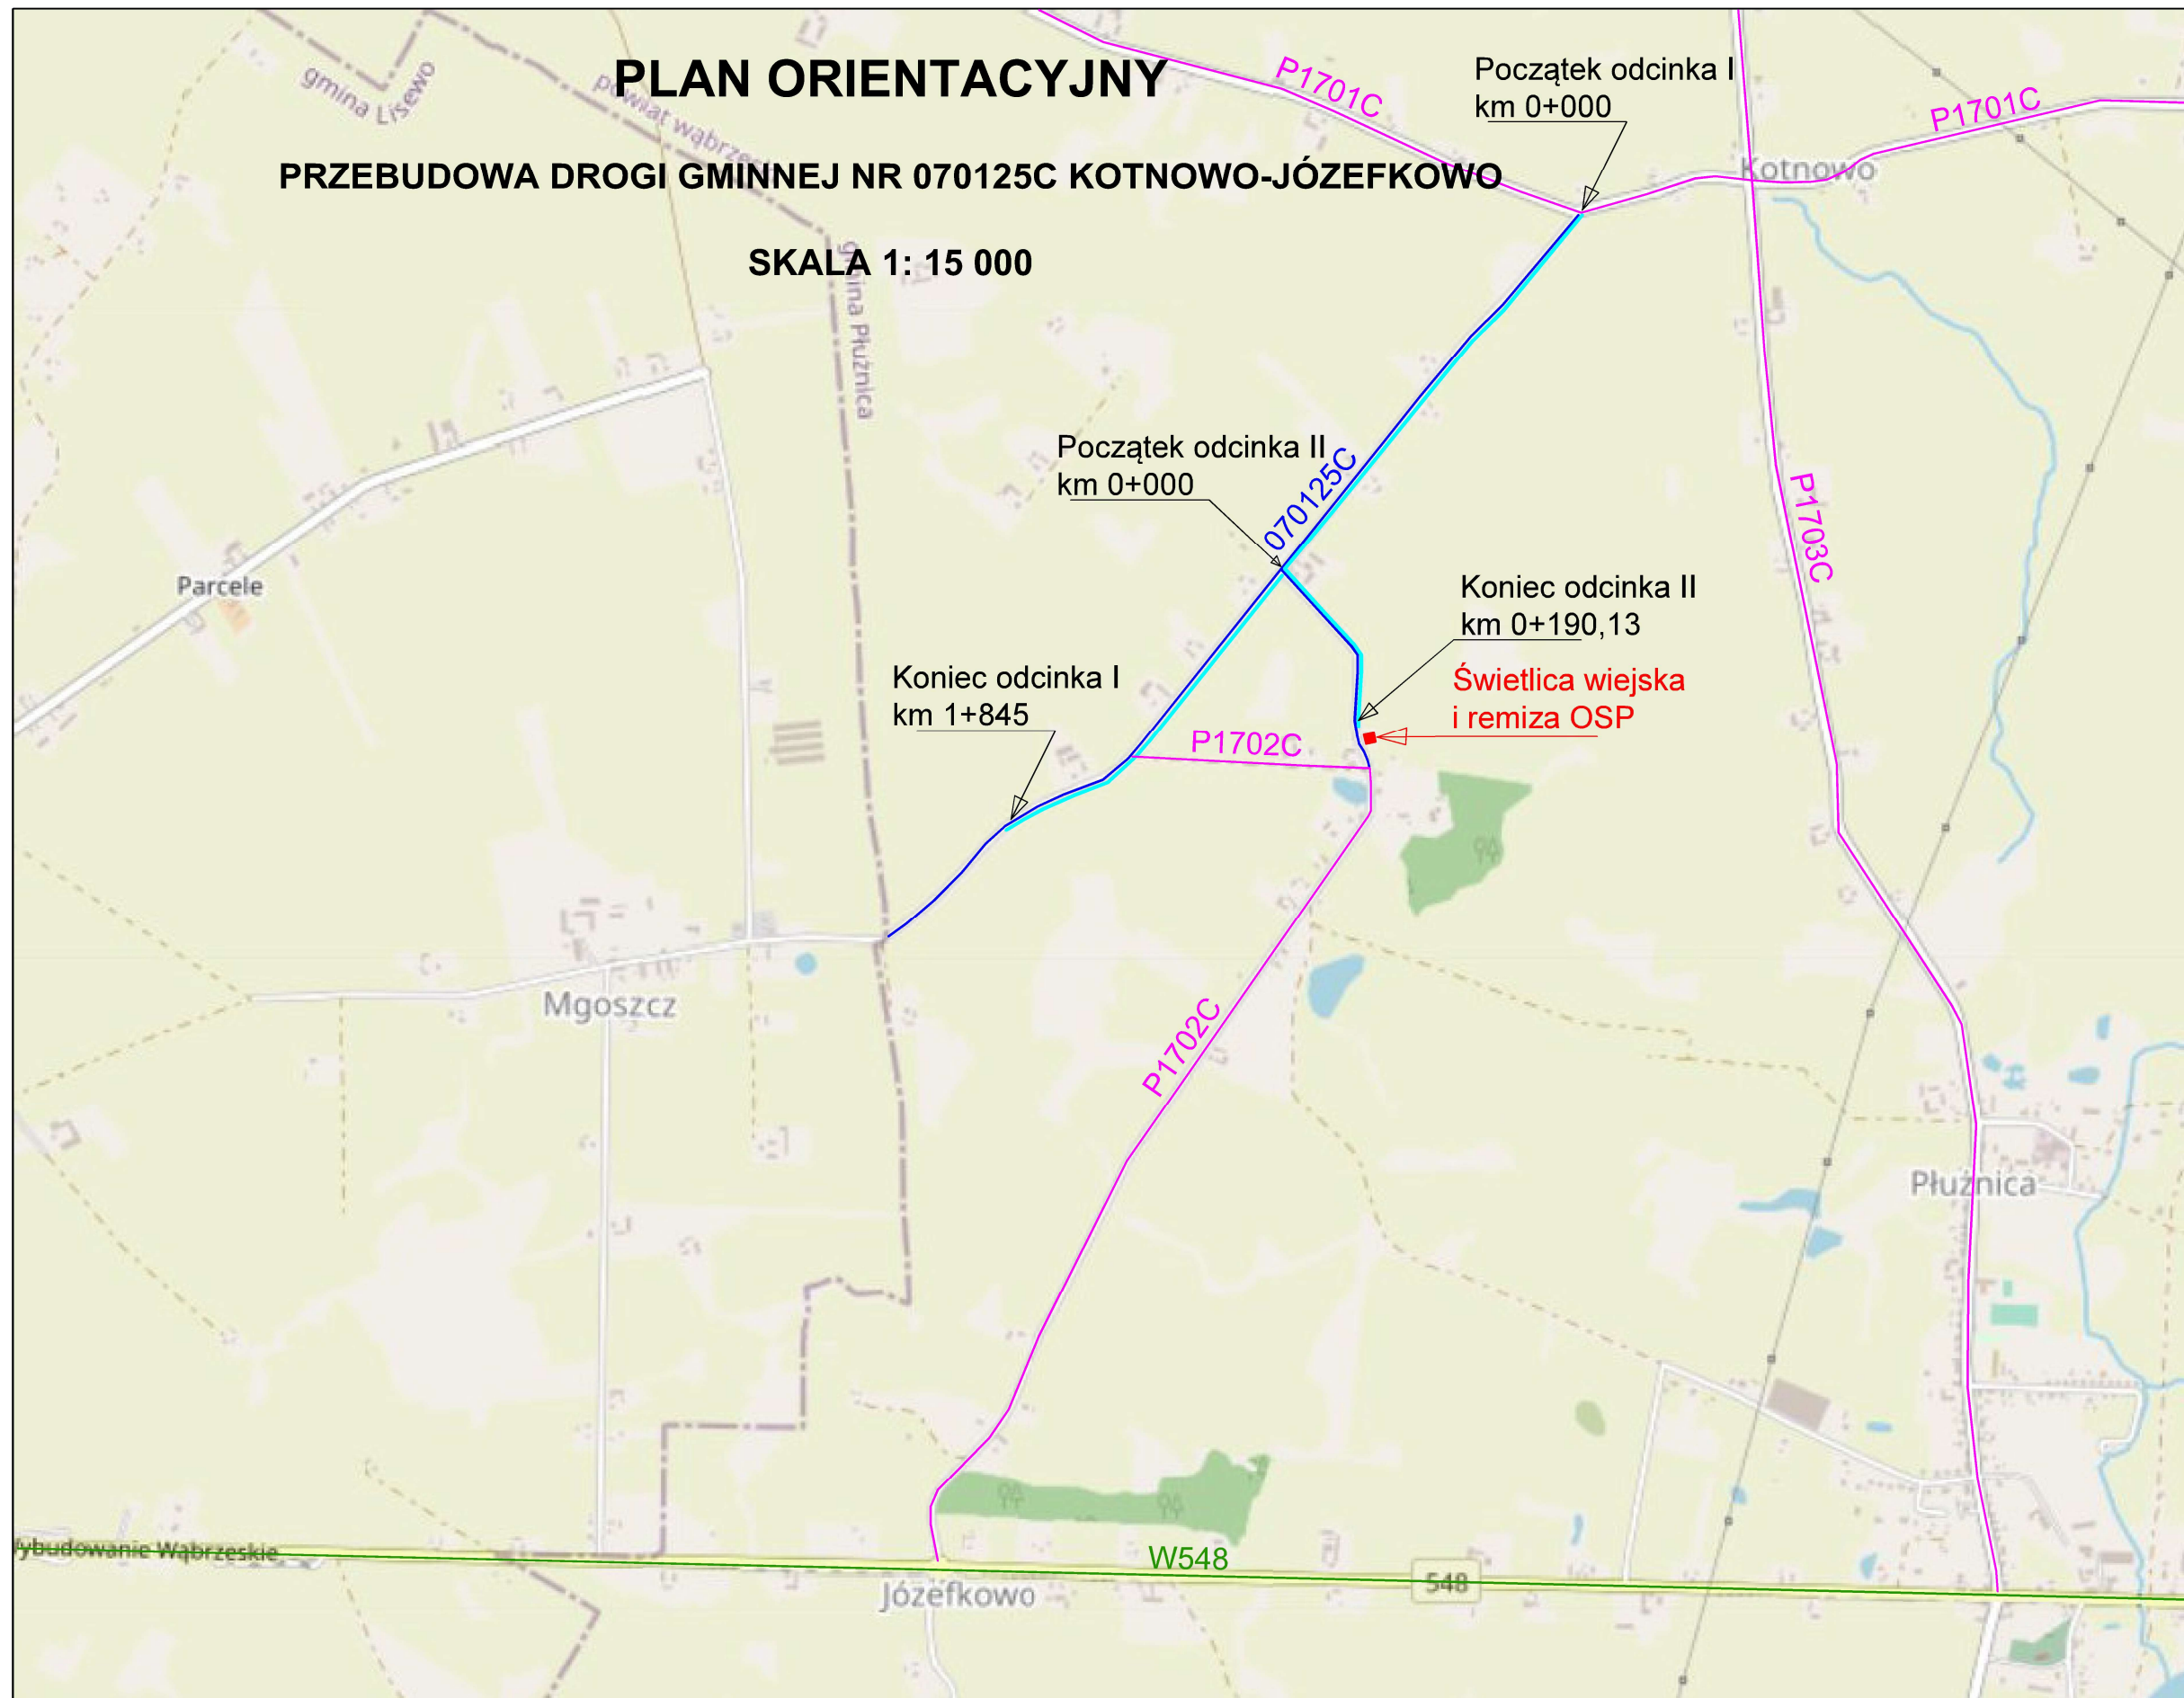 PLAN ORIENTACYJNY
PRZEBUDOWA DROGI GMINNEJ NR 070125C KOTNOWO-JÓZEFKOWO
SKALA 1: 15 000
gmina Lisewo
powiat wąbrzeski
gmina Płużnica
P1701C
Początek odcinka I
km 0+000
P1701C
Kotnowo
Początek odcinka II
km 0+000
070125C
P1703C
Parcele
Koniec odcinka II
km 0+190,13
Koniec odcinka I
km 1+845
Świetlica wiejska
i remiza OSP
P1702C
Mgoszcz
P1702C
Płużnica
ybudowanie Wąbrzeskie
W548
548
Józefkowo